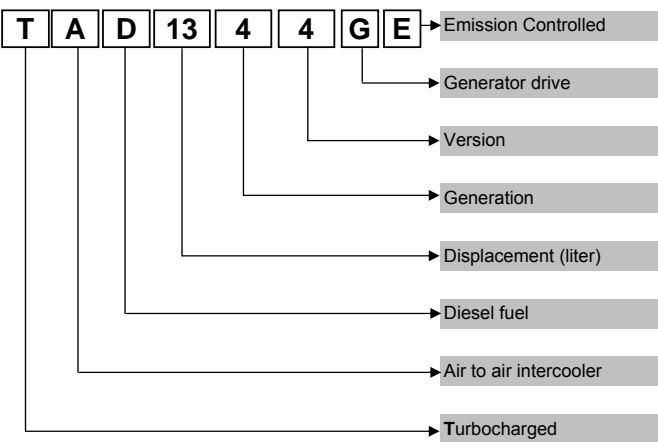 T A D 13 4 4 G E
Emission Controlled
Generator drive
Version
Generation
Displacement (liter)
Diesel fuel
Air to air intercooler
Turbocharged